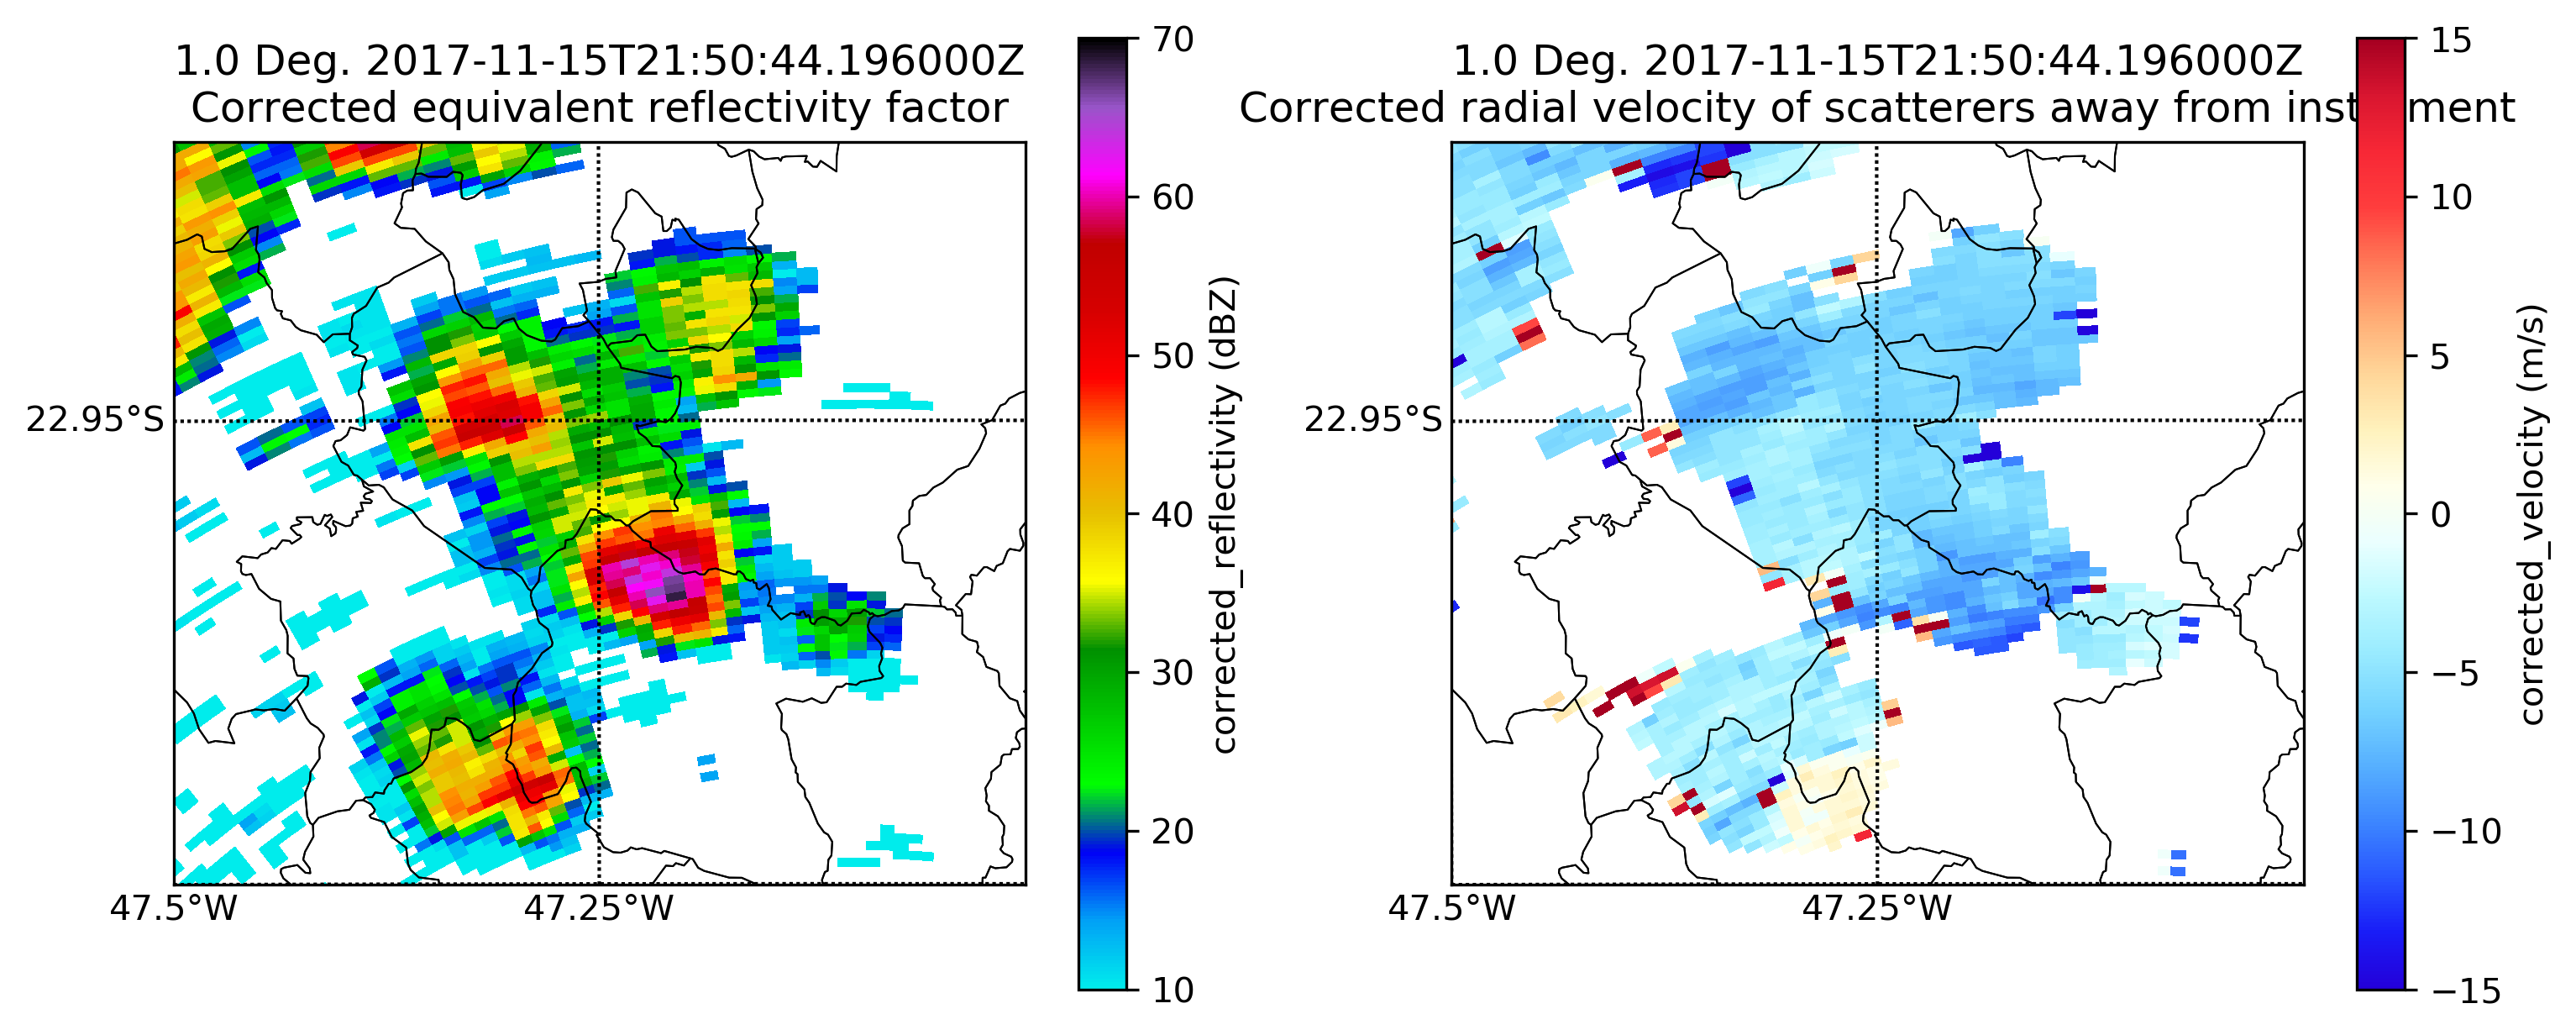 1.0 Deg. 2017-11-15T21:50:44.196000Z
Corrected equivalent reflectivity factor
22.95°S
47.5°W
47.25°W
70
60
50
40
30
20
10
corrected_reflectivity (dBZ)
1.0 Deg. 2017-11-15T21:50:44.196000Z
Corrected radial velocity of scatterers away from inst ment
22.95°S
47.5°W
47.25°W
15
10
5
0
−5
−10
−15
corrected_velocity (m/s)